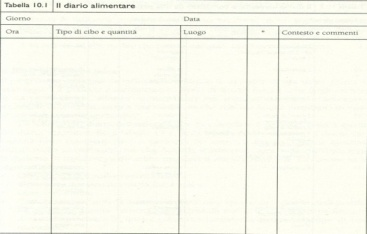 Tabella 10.1 Il diario alimentare
Giorno Data
Ora Tipo di cibo e quantità Luogo * Contesto e commenti